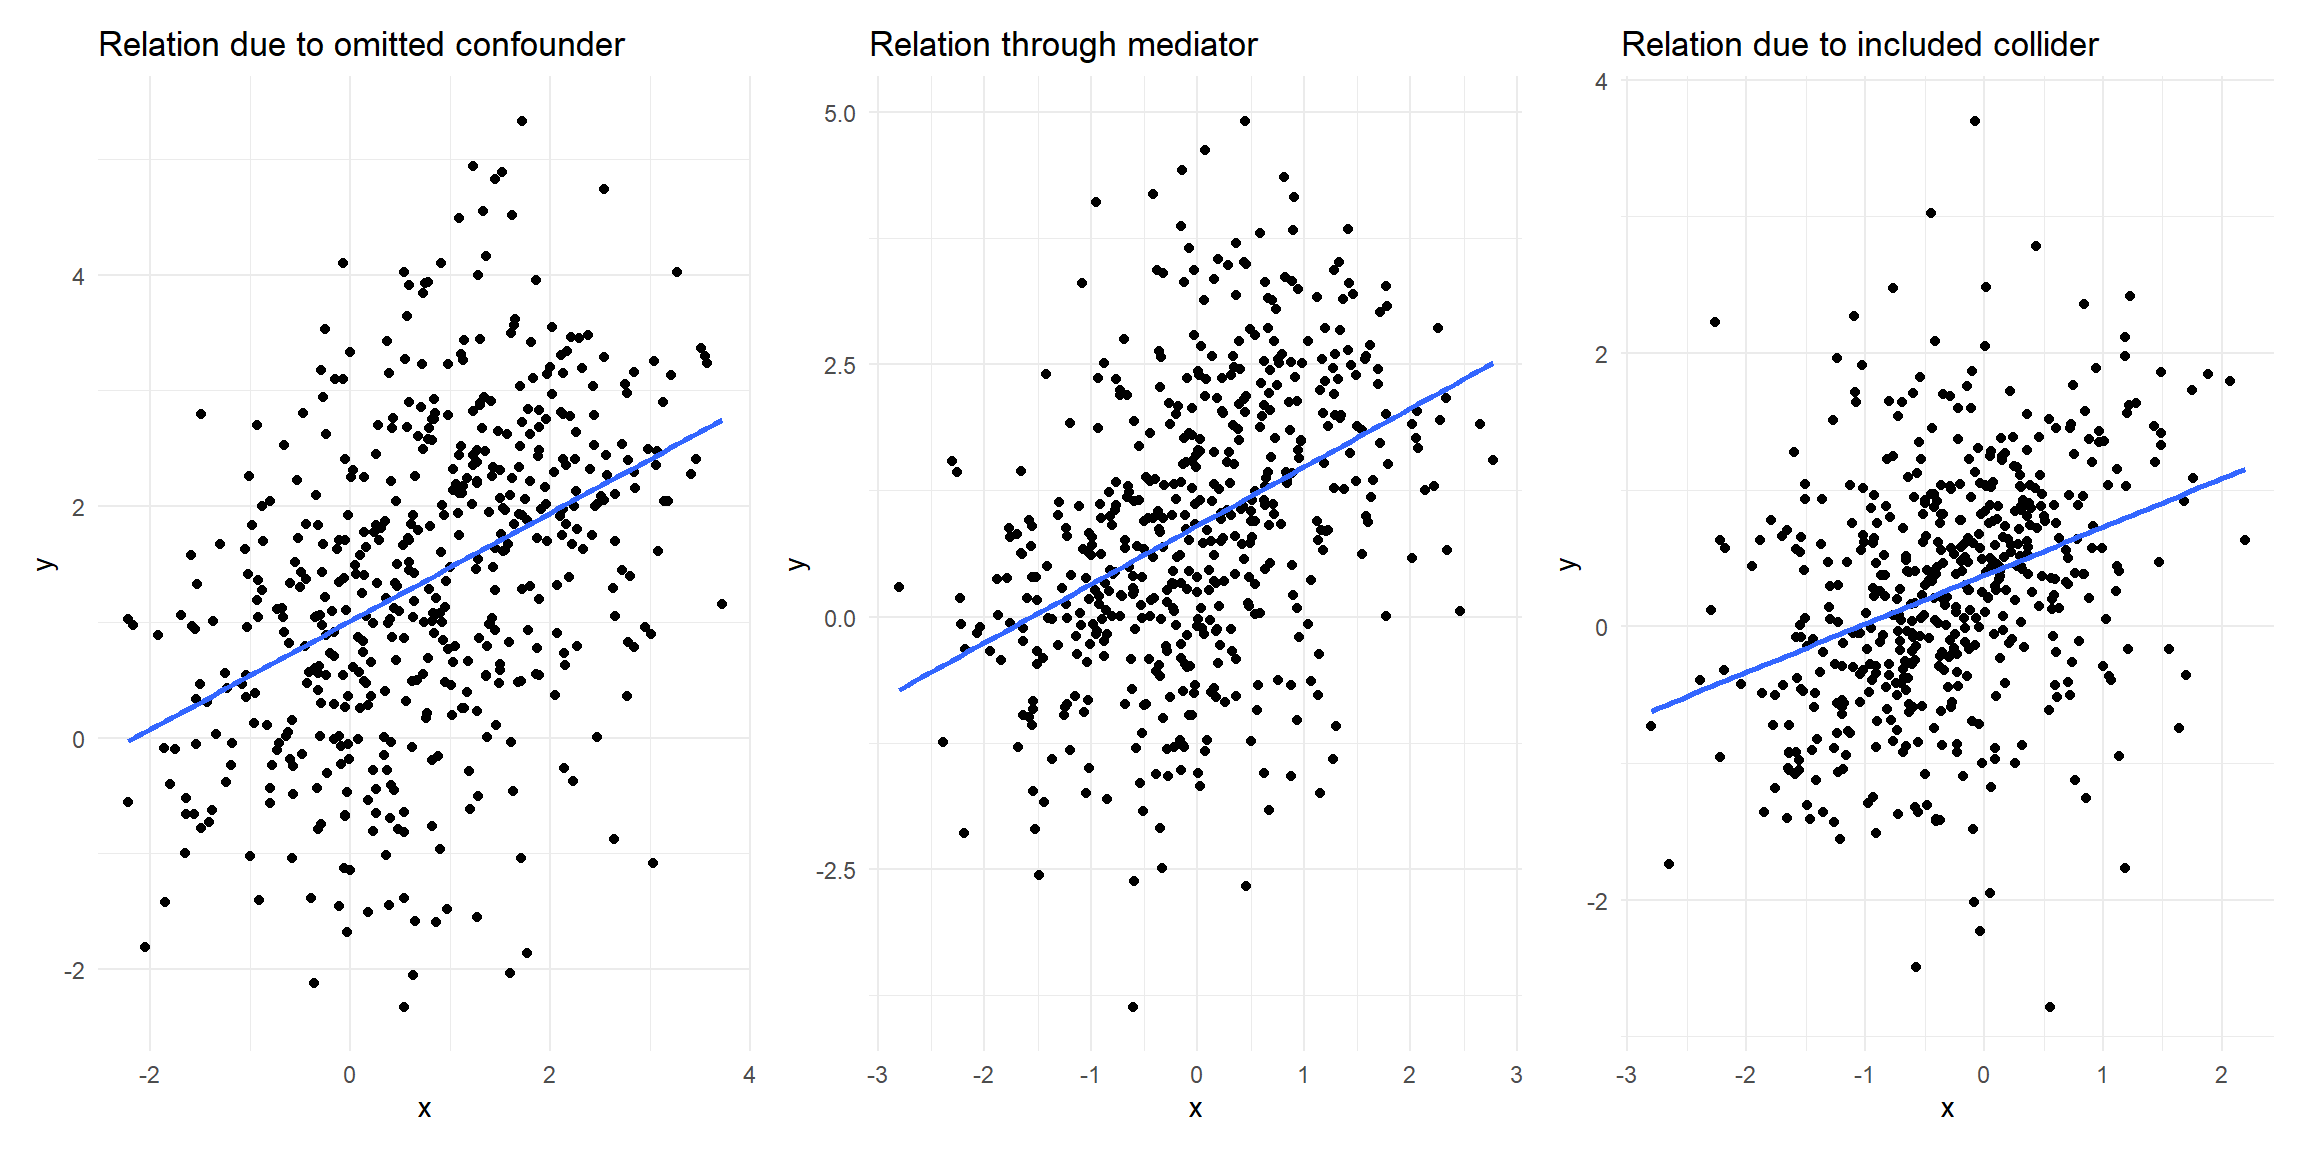 Relation due to omitted confounder
4
2
0
-2
y
-2 0 2 4
x
Relation through mediator
5.0
2.5
0.0
-2.5
y
-3 -2 -1 0 1 2 3
x
Relation due to included collider
4
2
0
-2
y
-3 -2 -1 0 1 2
x